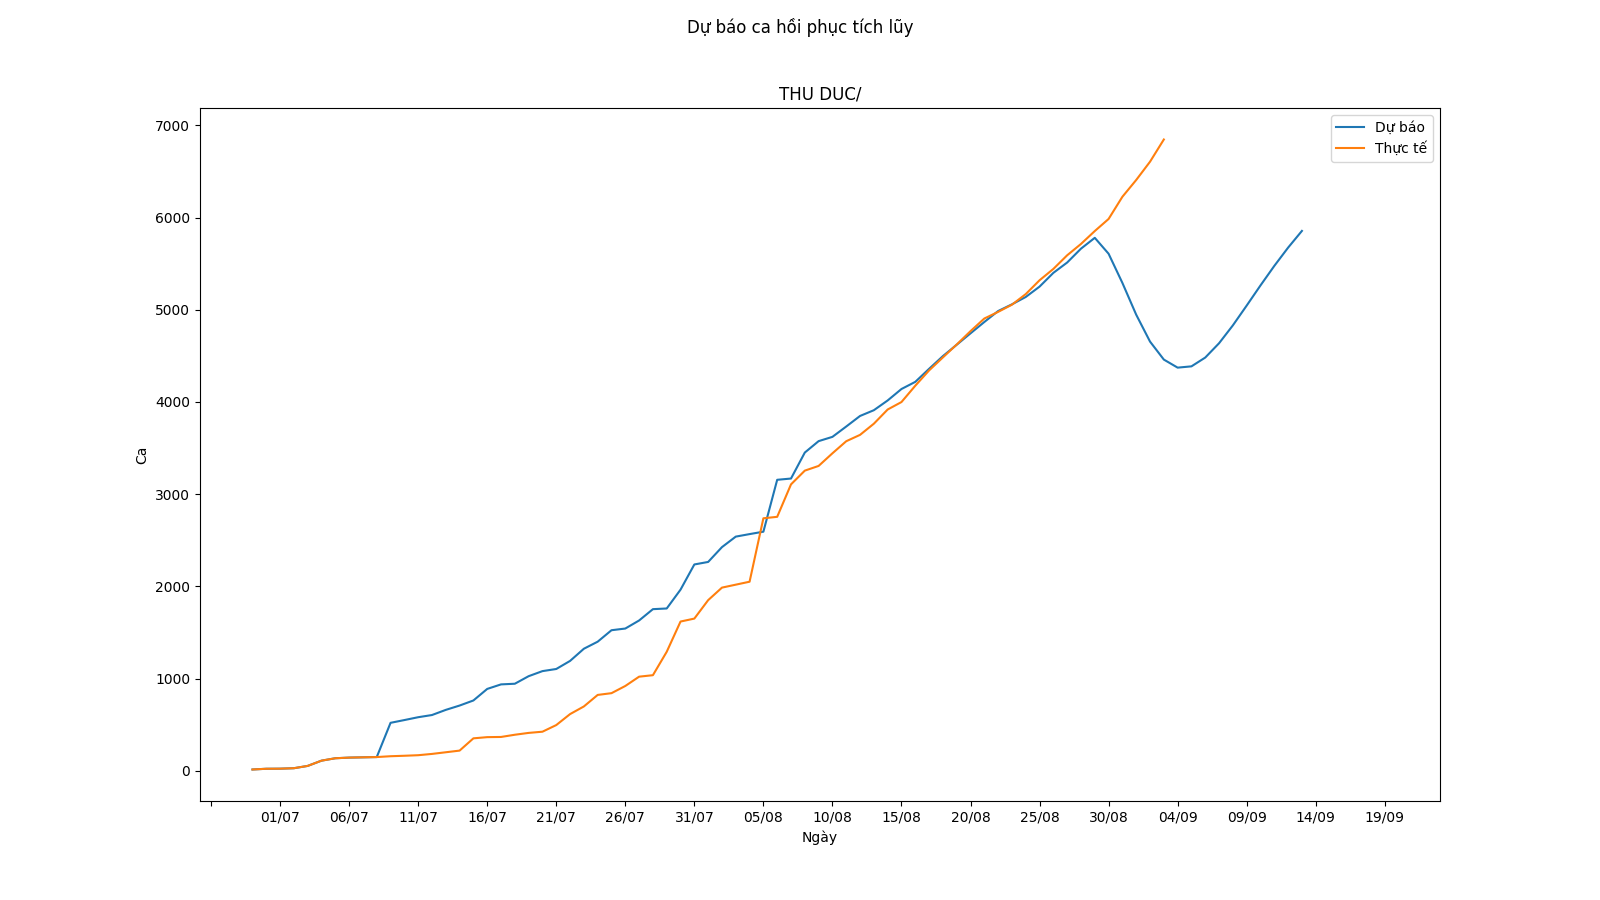 Dự báo ca hồi phục tích lũy
THU DUC/
7000
6000
5000
4000
3000
2000
1000
0
Ca
Dự báo
Thực tế
01/07 06/07 11/07 16/07 21/07 26/07 31/07 05/08 10/08 15/08 20/08 25/08 30/08 04/09 09/09 14/09 19/09
Ngày